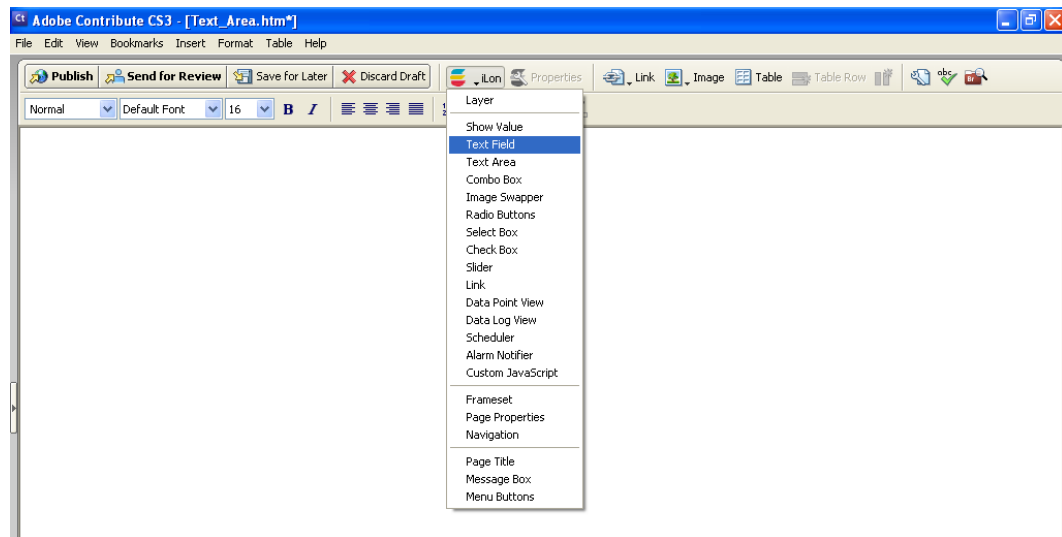 Ct Adobe Contribute CS3 - [Text_Area.htm*]
File Edit View Bookmarks Insert Format Table Help
Publish Send for Review Save for Later Discard Draft iLon Properties Link Image Table Table Row abc
Normal Default Font 16 B I
Layer
Show Value
Text Field
Text Area
Combo Box
Image Swapper
Radio Buttons
Select Box
Check Box
Slider
Link
Data Point View
Data Log View
Scheduler
Alarm Notifier
Custom JavaScript
Frameset
Page Properties
Navigation
Page Title
Message Box
Menu Buttons